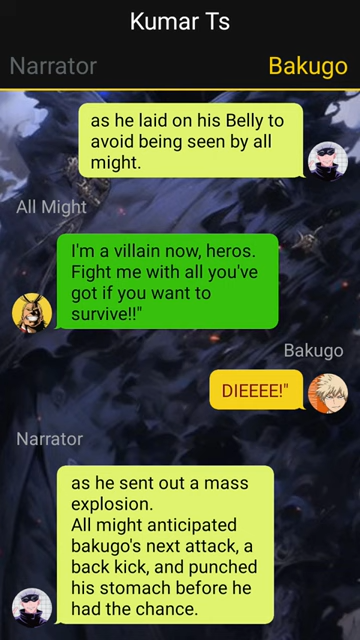 Kumar Ts
Narrator Bakugo
as he laid on his Belly to
avoid being seen by all
might.
All Might
I'm a villain now, heros.
Fight me with all you've
got if you want to
survive!!"
Bakugo
DIEEEE!"
Narrator
as he sent out a mass
explosion.
All might anticipated
bakugo's next attack, a
back kick, and punched
his stomach before he
had the chance.